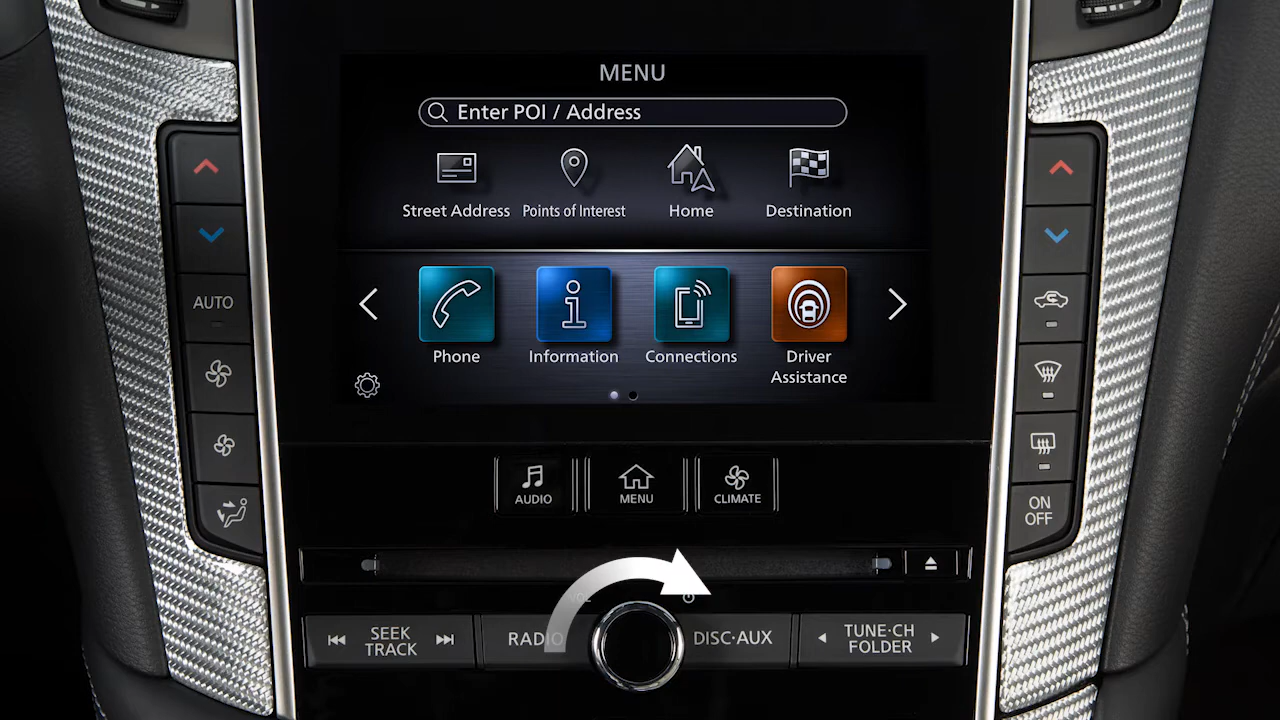 MENU
Enter POI / Address
Street Address
Points of Interest
Home
Destination
AUTO
Phone
Information
Connections
Driver
Assistance
AUDIO
MENU
CLIMATE
ON
OFF
SEEK
TRACK
RADIO
DISC·AUX
TUNE·CH
FOLDER